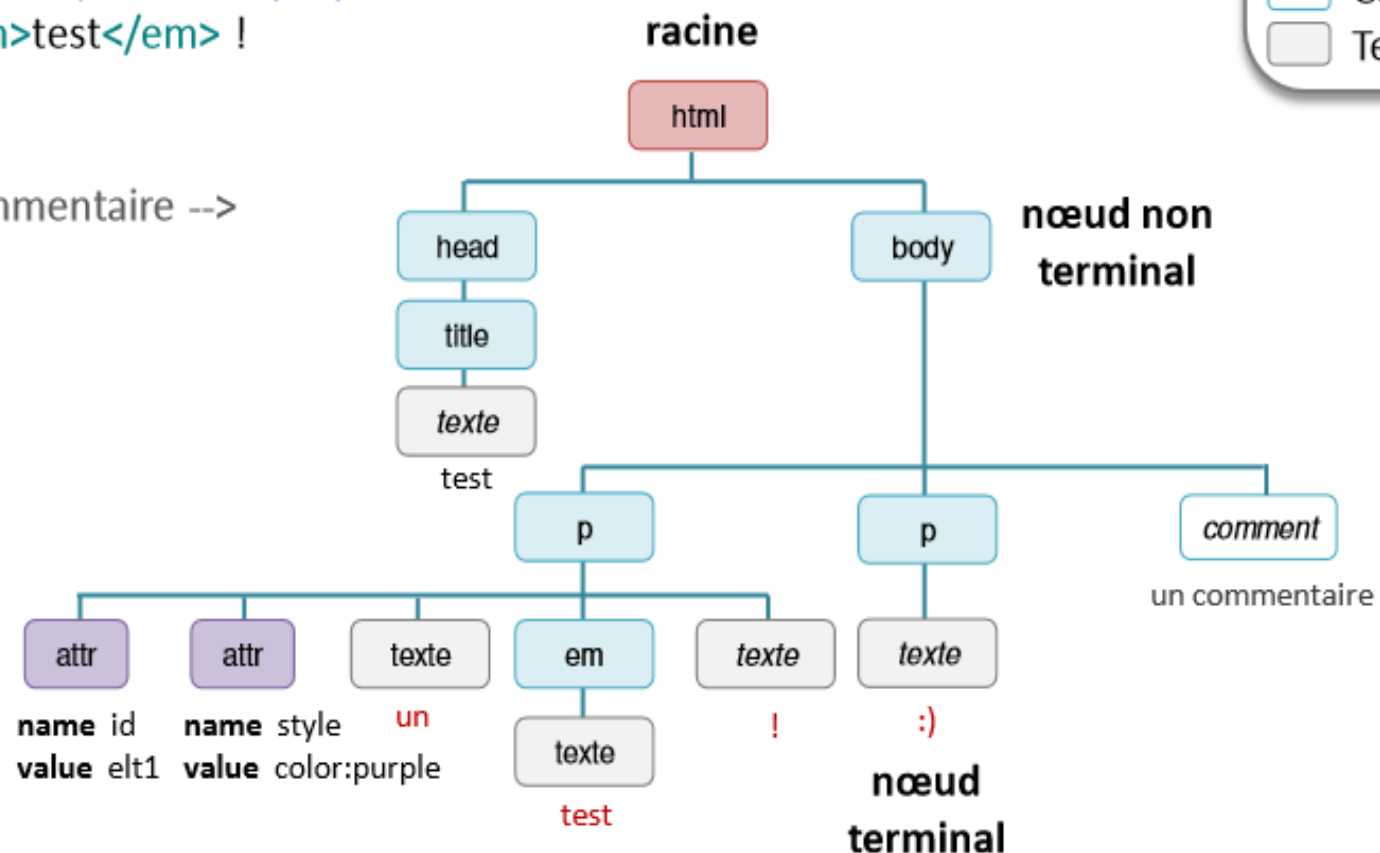 >test</em> !
mmentaire -->
racine
html
head
body
nœud non
terminal
title
texte
test
p
p
comment
un commentaire
attr
attr
texte
em
texte
texte
name id
value elt1
name style
value color:purple
un
!
:)
texte
test
nœud
terminal